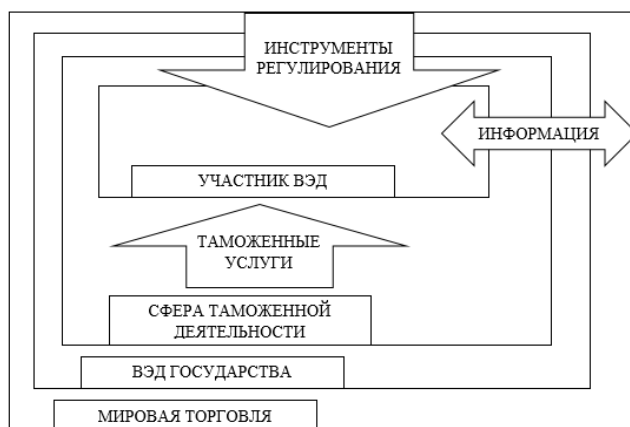 ИНСТРУМЕНТЫ
РЕГУЛИРОВАНИЯ
ИНФОРМАЦИЯ
УЧАСТНИК ВЭД
ТАМОЖЕННЫЕ
УСЛУГИ
СФЕРА ТАМОЖЕННОЙ
ДЕЯТЕЛЬНОСТИ
ВЭД ГОСУДАРСТВА
МИРОВАЯ ТОРГОВЛЯ